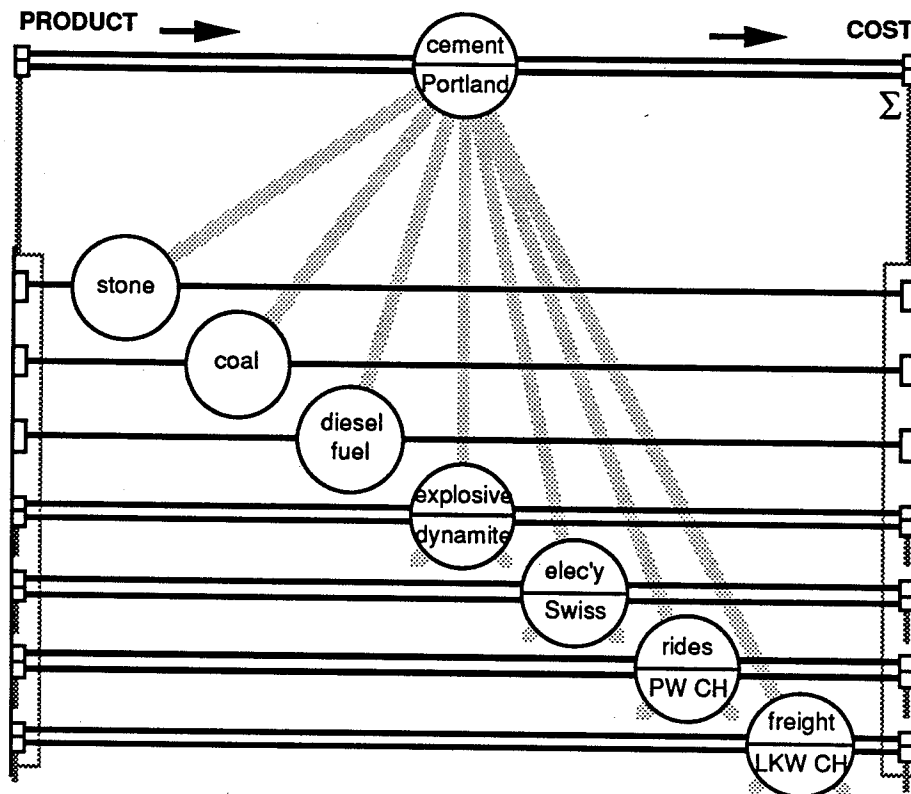 PRODUCT
COST
cement
Portland
Σ
stone
coal
diesel
fuel
explosive
dynamite
elec'y
Swiss
rides
PW CH
freight
LKW CH